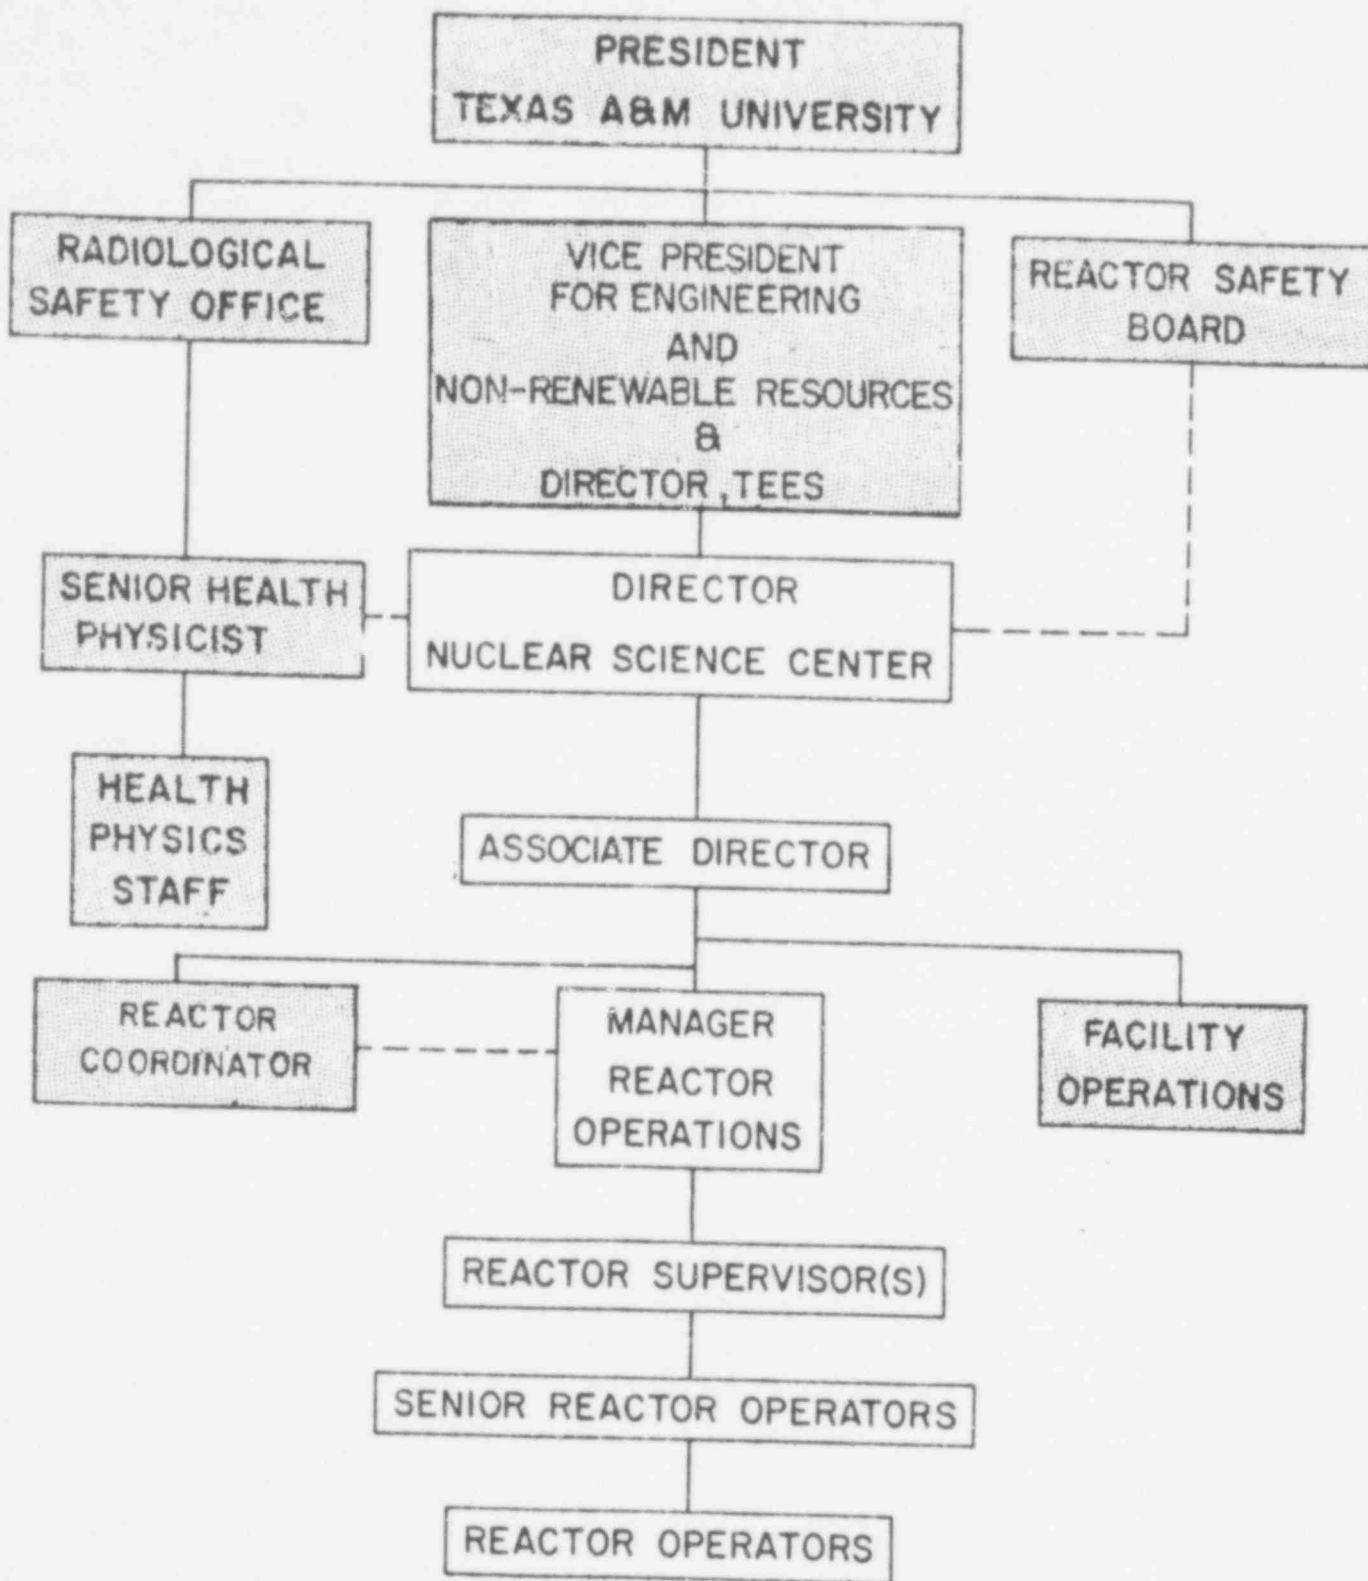 PRESIDENT
TEXAS A&M UNIVERSITY
RADIOLOGICAL
SAFETY OFFICE
VICE PRESIDENT
FOR ENGINEERING
AND
NON-RENEWABLE RESOURCES
&
DIRECTOR, TEES
REACTOR SAFETY
BOARD
SENIOR HEALTH
PHYSICIST
DIRECTOR
NUCLEAR SCIENCE CENTER
HEALTH
PHYSICS
STAFF
ASSOCIATE DIRECTOR
REACTOR
COORDINATOR
MANAGER
REACTOR
OPERATIONS
FACILITY
OPERATIONS
REACTOR SUPERVISOR(S)
SENIOR REACTOR OPERATORS
REACTOR OPERATORS